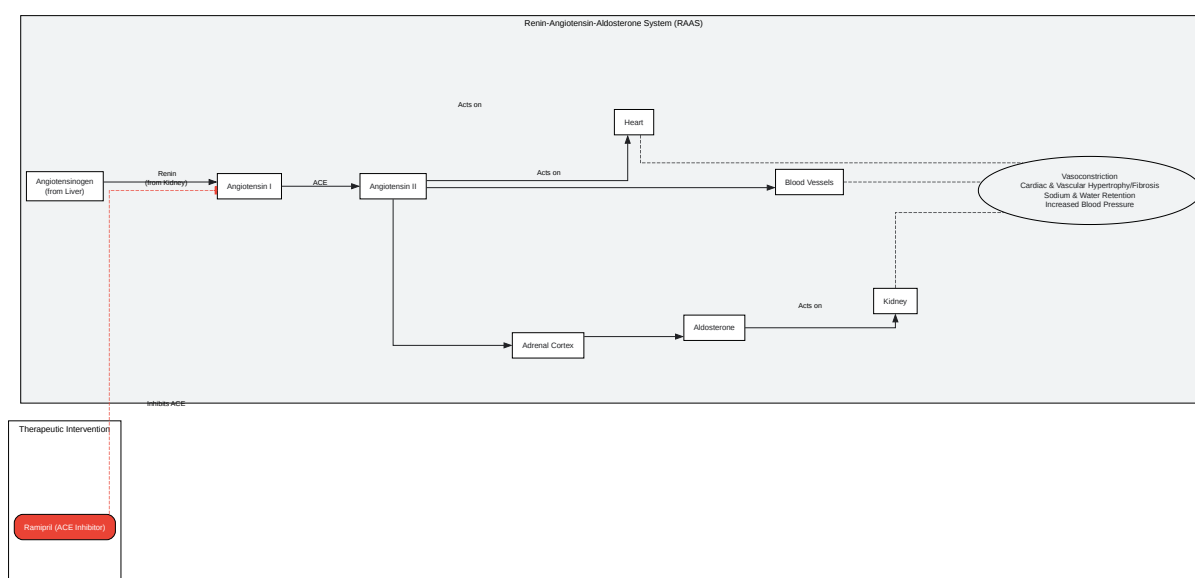 Renin-Angiotensin-Aldosterone System (RAAS)
Acts on
Heart
Renin
(from Kidney)
Acts on
Angiotensinogen
(from Liver)
Angiotensin I
ACE
Angiotensin II
Blood Vessels
Vasoconstriction
Cardiac & Vascular Hypertrophy/Fibrosis
Sodium & Water Retention
Increased Blood Pressure
Kidney
Acts on
Aldosterone
Adrenal Cortex
Inhibits ACE
Therapeutic Intervention
Ramipril (ACE Inhibitor)